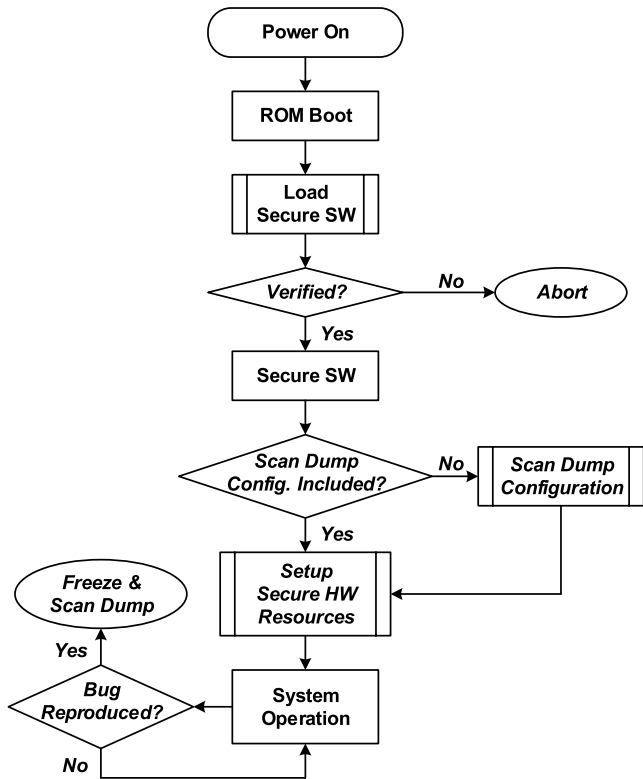 Power On
ROM Boot
Load
Secure SW
Verified?
No
Abort
Yes
Secure SW
Scan Dump
Config. Included?
No
Scan Dump
Configuration
Yes
Setup
Secure HW
Resources
Freeze &
Scan Dump
Yes
Bug
Reproduced?
System
Operation
No